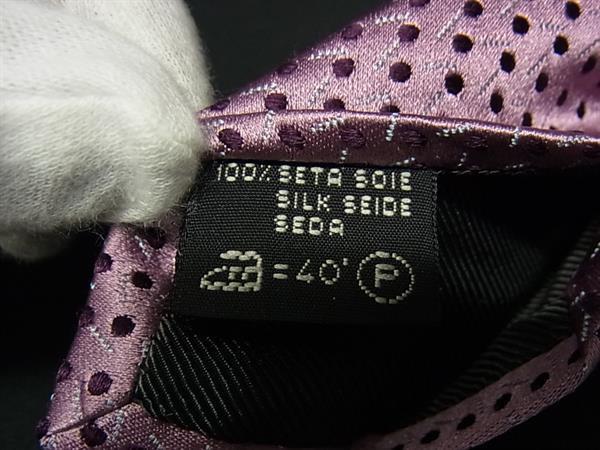 100% SETA SOIE
SILK SEIDE
SEDA
= 40' P